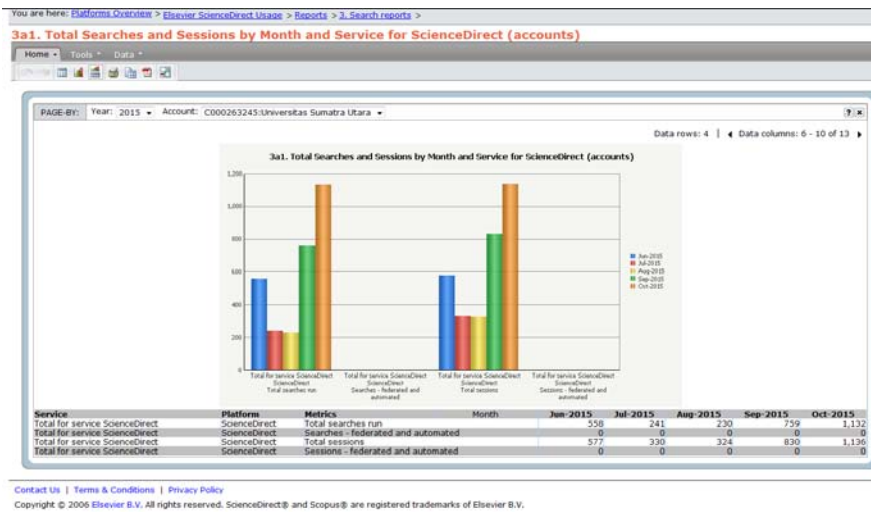 You are here: Platforms Overview > Elsevier ScienceDirect Usage > Reports > 3. Search reports >
3a1. Total Searches and Sessions by Month and Service for ScienceDirect (accounts)
Home Tools Data
PAGE-BY: Year: 2015 Account: C000263245:Universitas Sumatra Utara
Data rows: 4 | Data columns: 6 - 10 of 13
3a1. Total Searches and Sessions by Month and Service for ScienceDirect (accounts)
1,200
1,000
800
600
400
200
0
Jun-2015
Jul-2015
Aug-2015
Sep-2015
Oct-2015
Total for service ScienceDirect Total for service ScienceDirect Total for service ScienceDirect Total for service ScienceDirect
ScienceDirect ScienceDirect ScienceDirect ScienceDirect
Total searches run Searches - federated and Total sessions Sessions - federated and
automated automated
Service Platform Metrics Month Jun-2015 Jul-2015 Aug-2015 Sep-2015 Oct-2015
Total for service ScienceDirect ScienceDirect Total searches run 558 241 230 759 1,132
Total for service ScienceDirect ScienceDirect Searches - federated and automated 0 0 0 0 0
Total for service ScienceDirect ScienceDirect Total sessions 577 330 324 830 1,136
Total for service ScienceDirect ScienceDirect Sessions - federated and automated 0 0 0 0 0
Contact Us | Terms & Conditions | Privacy Policy
Copyright © 2006 Elsevier B.V. All rights reserved. ScienceDirect® and Scopus® are registered trademarks of Elsevier B.V.